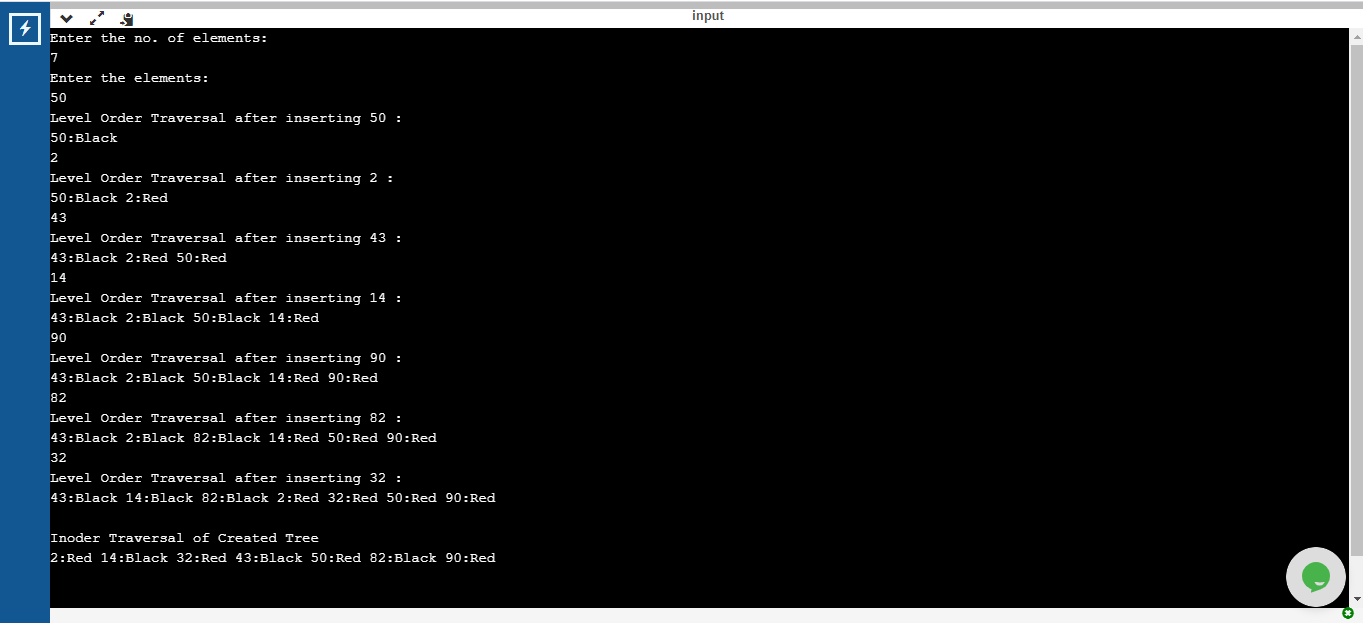 input
Enter the no. of elements:
7
Enter the elements:
50
Level Order Traversal after inserting 50 :
50:Black
2
Level Order Traversal after inserting 2 :
50:Black 2:Red
43
Level Order Traversal after inserting 43 :
43:Black 2:Red 50:Red
14
Level Order Traversal after inserting 14 :
43:Black 2:Black 50:Black 14:Red
90
Level Order Traversal after inserting 90 :
43:Black 2:Black 50:Black 14:Red 90:Red
82
Level Order Traversal after inserting 82 :
43:Black 2:Black 82:Black 14:Red 50:Red 90:Red
32
Level Order Traversal after inserting 32 :
43:Black 14:Black 82:Black 2:Red 32:Red 50:Red 90:Red
Inoder Traversal of Created Tree
2:Red 14:Black 32:Red 43:Black 50:Red 82:Black 90:Red